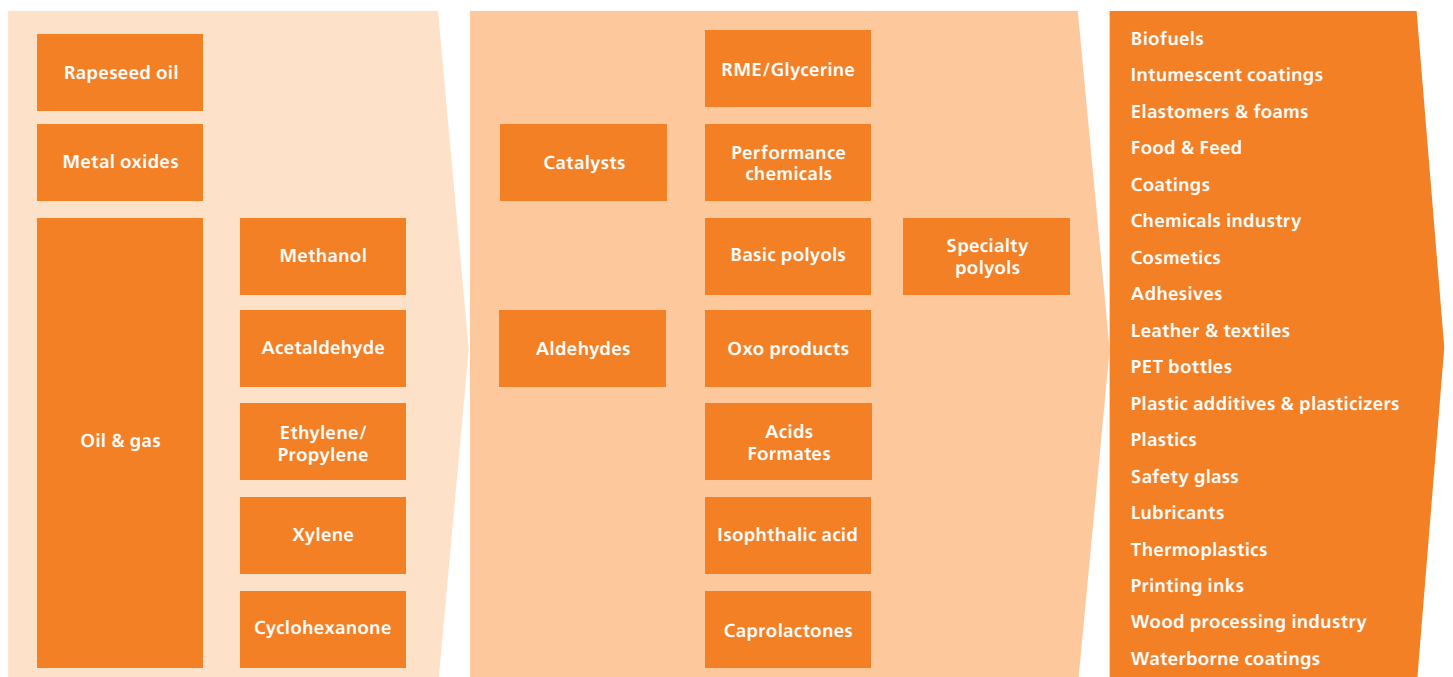 Rapeseed oil
Metal oxides
Oil & gas
Methanol
Acetaldehyde
Ethylene/
Propylene
Xylene
Cyclohexanone
Catalysts
Aldehydes
RME/Glycerine
Performance
chemicals
Basic polyols
Oxo products
Acids
Formates
Isophthalic acid
Caprolactones
Specialty
polyols
Biofuels
Intumescent coatings
Elastomers & foams
Food & Feed
Coatings
Chemicals industry
Cosmetics
Adhesives
Leather & textiles
PET bottles
Plastic additives & plasticizers
Plastics
Safety glass
Lubricants
Thermoplastics
Printing inks
Wood processing industry
Waterborne coatings